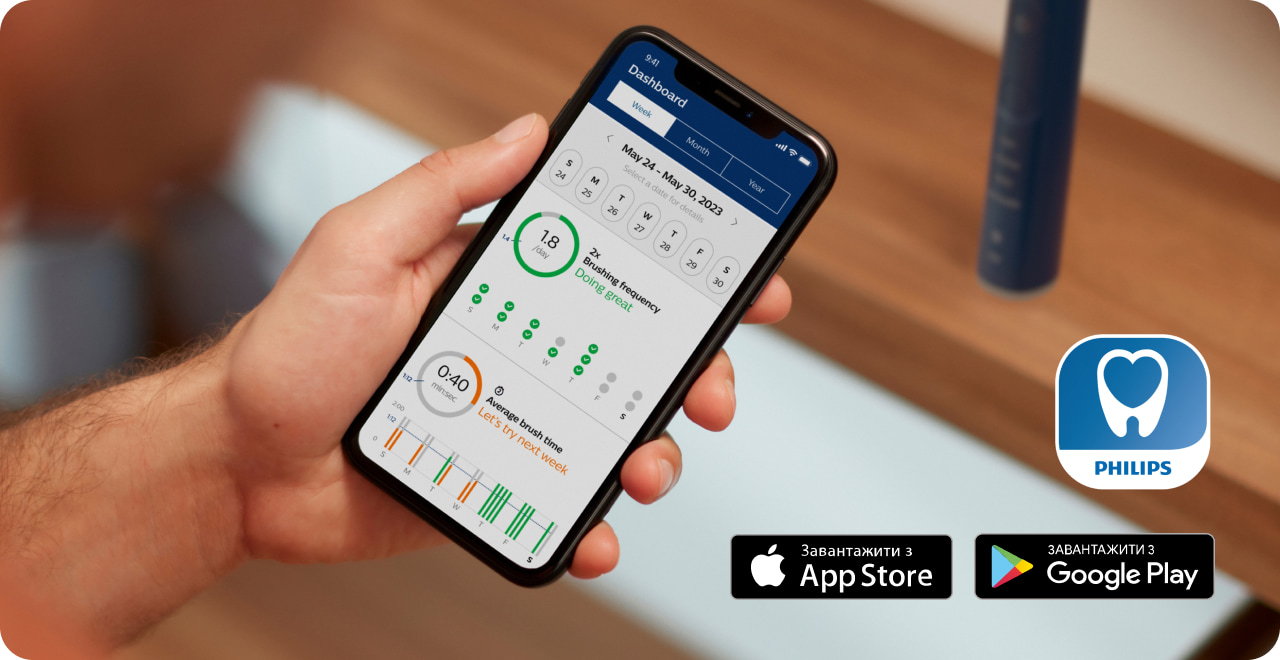 9:41
Dashboard
Week
Month
Year
May 24 - May 30, 2023
Select a date for details
S M T W T F S
24 25 26 27 28 29 30
1.8
/day
1.4
2x
Brushing frequency
Doing great
S M T W T F S
0:40
min:sec
1:12
2
Average brush time
Let's try next week
2:00
1:12
0
S M T W T F S
PHILIPS
Завантажити з
App Store
ЗАВАНТАЖИТИ З
Google Play